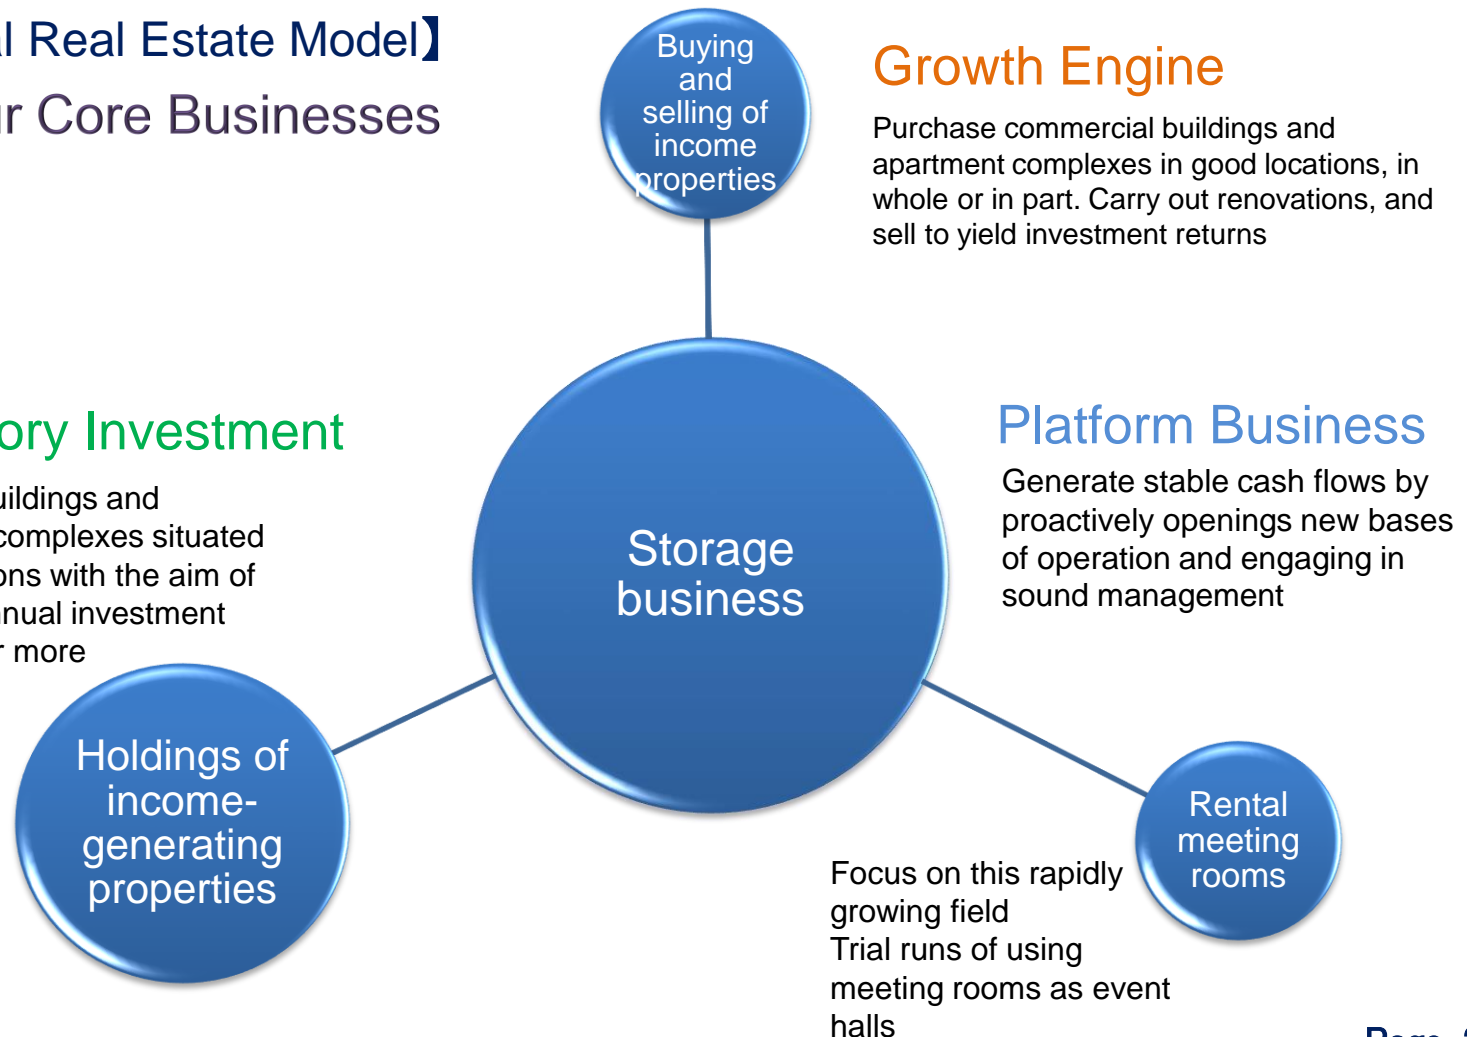 al Real Estate Model】
ur Core Businesses
Buying
and
selling of
income
properties
Growth Engine
Purchase commercial buildings and
apartment complexes in good locations, in
whole or in part. Carry out renovations, and
sell to yield investment returns
ory Investment
uildings and
complexes situated
ons with the aim of
nnual investment
r more
Platform Business
Generate stable cash flows by
proactively openings new bases
of operation and engaging in
sound management
Storage
business
Holdings of
income-
generating
properties
Rental
meeting
rooms
Focus on this rapidly
growing field
Trial runs of using
meeting rooms as event
halls
Page